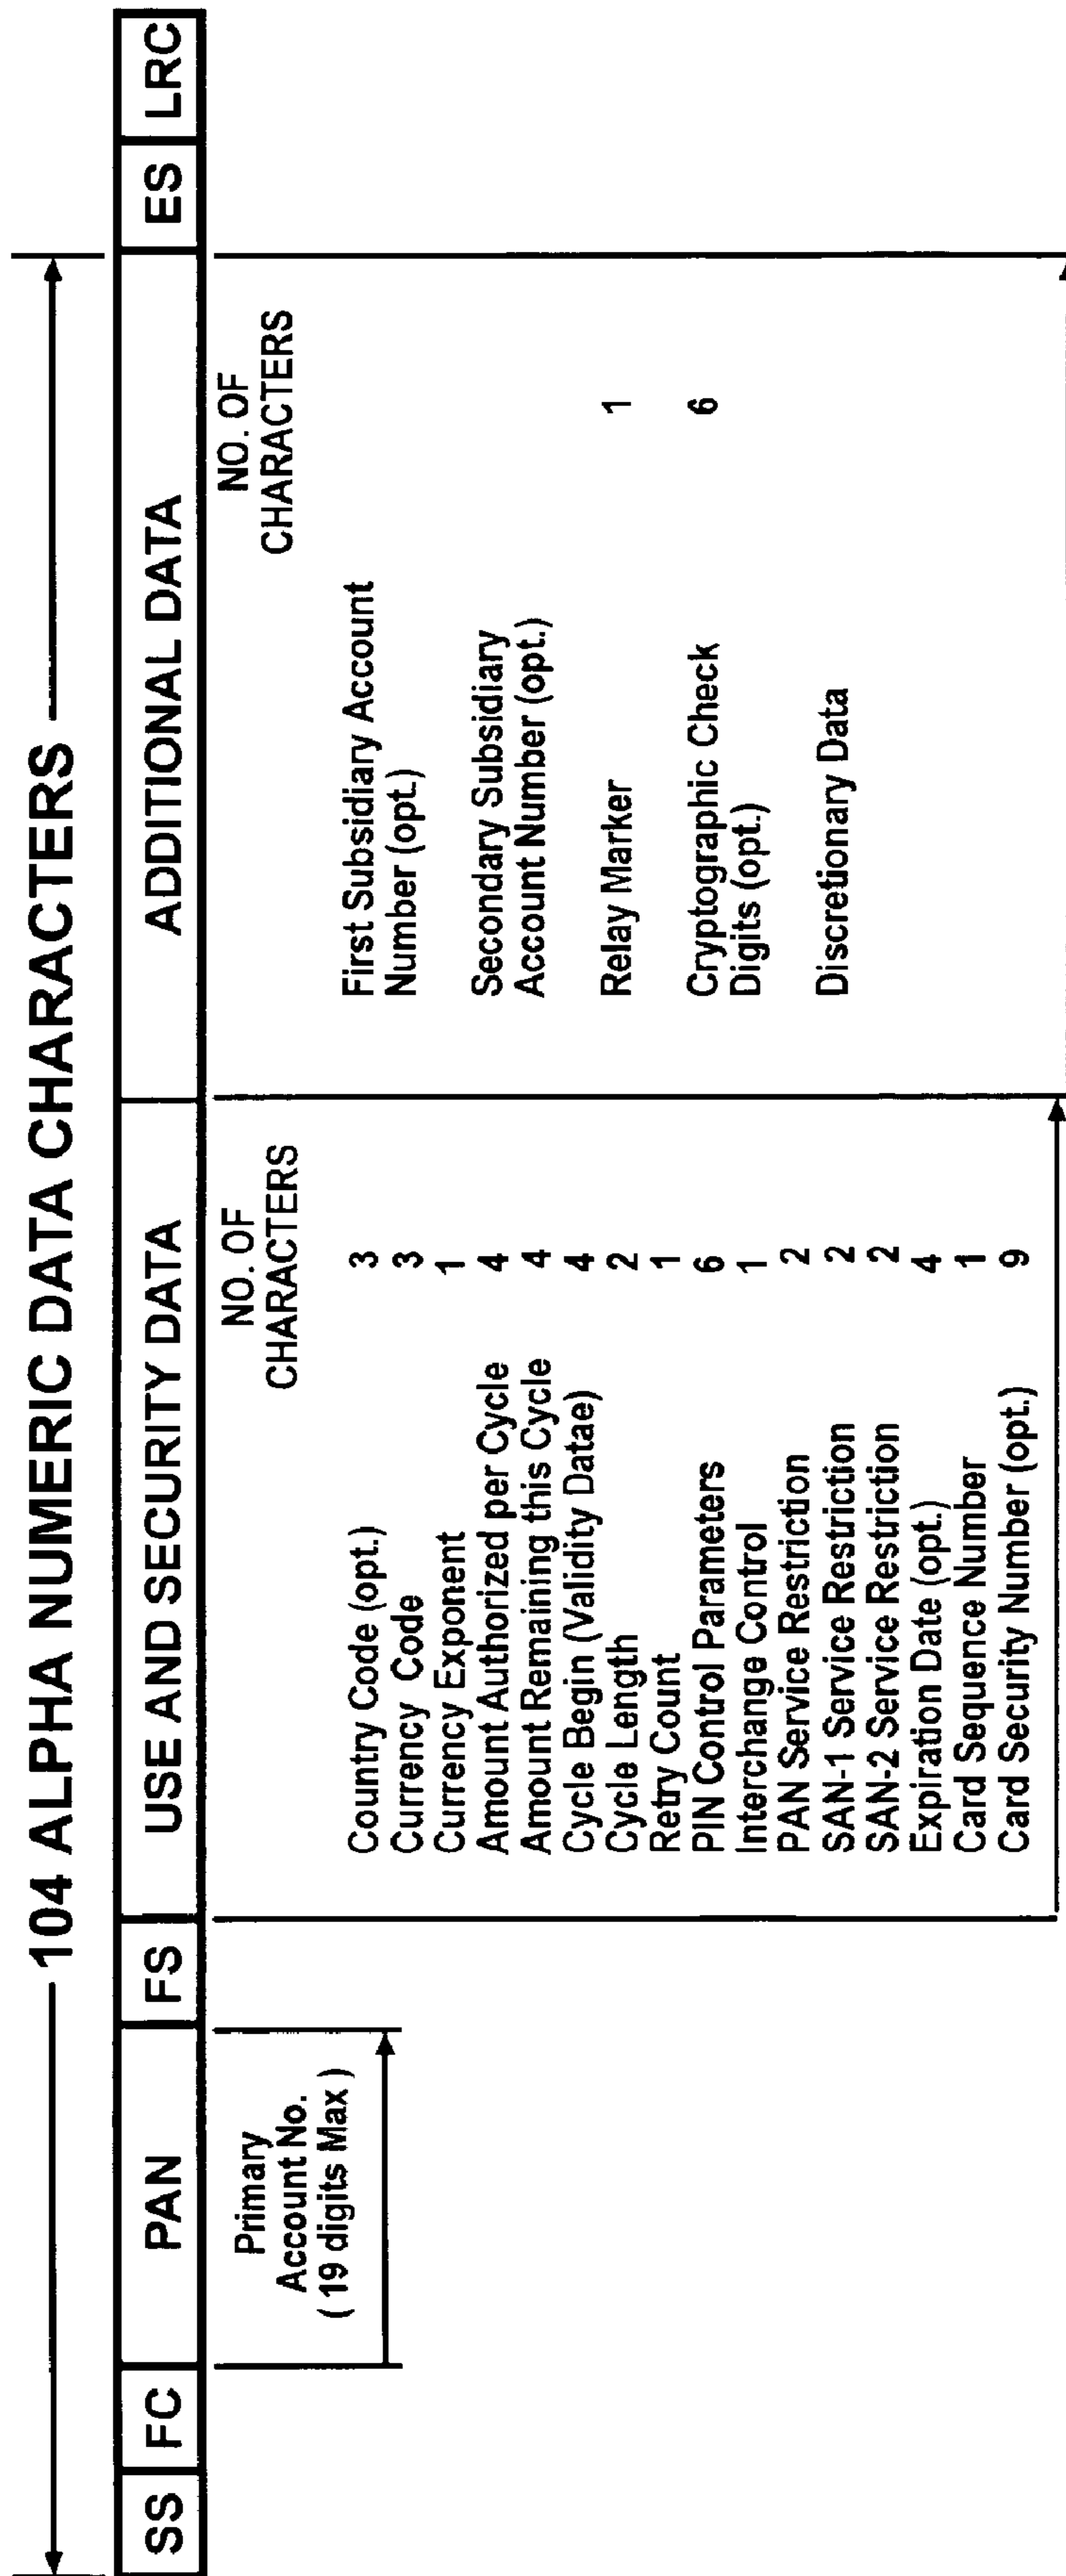 104 ALPHA NUMERIC DATA CHARACTERS
SS FC PAN FS USE AND SECURITY DATA ADDITIONAL DATA ES LRC
Primary
Account No.
( 19 digits Max )
NO. OF
CHARACTERS
Country Code (opt.) 3
Currency Code 3
Currency Exponent 1
Amount Authorized per Cycle 4
Amount Remaining this Cycle 4
Cycle Begin (Validity Datae) 4
Cycle Length 2
Retry Count 1
PIN Control Parameters 6
Interchange Control 1
PAN Service Restriction 2
SAN-1 Service Restriction 2
SAN-2 Service Restriction 2
Expiration Date (opt.) 4
Card Sequence Number 1
Card Security Number (opt.) 9
NO. OF
CHARACTERS
First Subsidiary Account
Number (opt.)
Secondary Subsidiary
Account Number (opt.)
Relay Marker 1
Cryptographic Check 6
Digits (opt.)
Discretionary Data